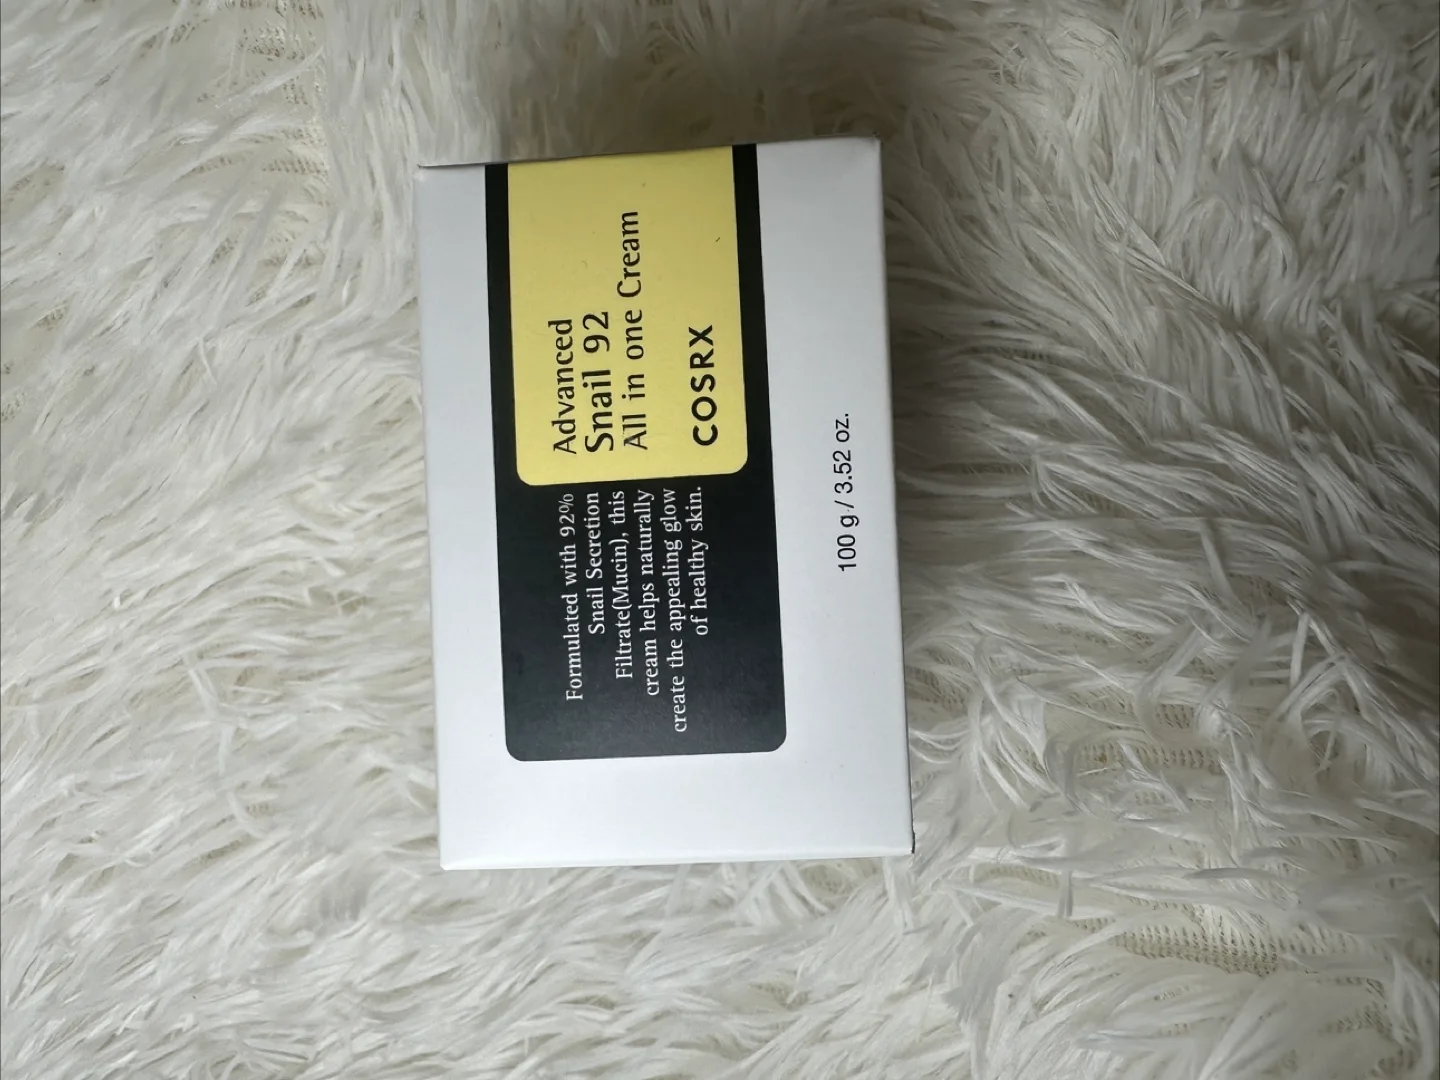 Formulated with 92%
Snail Secretion
Filtrate(Mucin), this
cream helps naturally
create the appealing glow
of healthy skin.
Advanced
Snail 92
All in one Cream
COSRX
100 g / 3.52 oz.